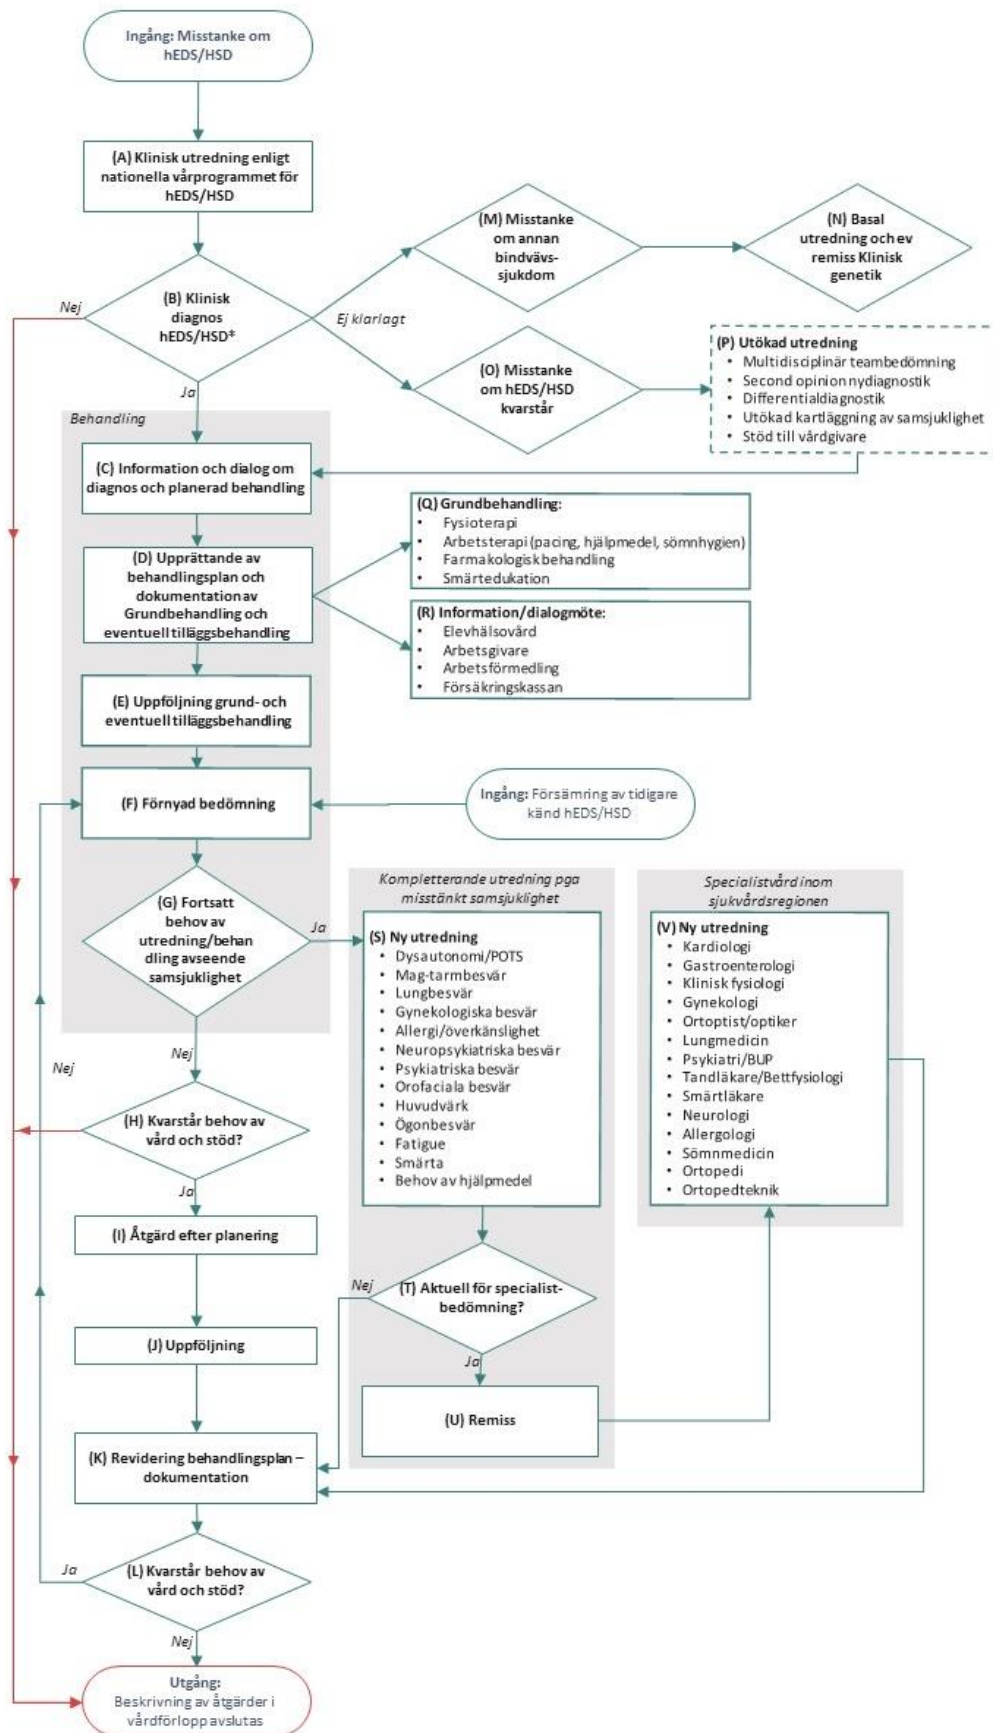 Ingång: Misstanke om
hEDS/HSD
(A) Klinisk utredning enligt
nationella vårprogrammet för
hEDS/HSD
(B) Klinisk
diagnos
hEDS/HSD*
Nej
Ja
Ej klarlagt
(M) Misstanke
om annan
bindvävs-
sjukdom
(N) Basal
utredning och ev
remiss Klinisk
genetik
(O) Misstanke
om hEDS/HSD
kvarstår
(P) Utökad utredning
• Multidisciplinär teambedömning
• Second opinion nydiagnostik
• Differentialdiagnostik
• Utökad kartläggning av samsjuklighet
• Stöd till vårdgivare
Behandling
(C) Information och dialog om
diagnos och planerad behandling
(D) Upprättande av
behandlingsplan och
dokumentation av
Grundbehandling och
eventuell tilläggsbehandling
(Q) Grundbehandling:
• Fysioterapi
• Arbetsterapi (pacing, hjälpmedel, sömnhygien)
• Farmakologisk behandling
• Smärtedukation
(R) Information/dialogmöte:
• Elevhälsovård
• Arbetsgivare
• Arbetsförmedling
• Försäkringskassan
(E) Uppföljning grund- och
eventuell tilläggsbehandling
(F) Förnyad bedömning
Ingång: Försämring av tidigare
känd hEDS/HSD
(G) Fortsatt
behov av
utredning/behan
dling avseende
samsjuklighet
Ja
Nej
Kompletterande utredning pga
misstänkt samsjuklighet
(S) Ny utredning
• Dysautonomi/POTS
• Mag-tarmbesvär
• Lungbesvär
• Gynekologiska besvär
• Allergi/överkänslighet
• Neuropsykiatriska besvär
• Psykiatriska besvär
• Orofaciala besvär
• Huvudvärk
• Ögonbesvär
• Fatigue
• Smärta
• Behov av hjälpmedel
Specialistvård inom
sjukvårdsregionen
(V) Ny utredning
• Kardiologi
• Gastroenterologi
• Klinisk fysiologi
• Gynekologi
• Ortoptist/optiker
• Lungmedicin
• Psykiatri/BUP
• Tandläkare/Bettfysiologi
• Smärtläkare
• Neurologi
• Allergologi
• Sömnmedicin
• Ortopedi
• Ortopedteknik
Nej
(H) Kvarstår behov av
vård och stöd?
Ja
(I) Åtgärd efter planering
(T) Aktuell för specialist-
bedömning?
Nej
Ja
(J) Uppföljning
(U) Remiss
(K) Revidering behandlingsplan –
dokumentation
(L) Kvarstår behov av
vård och stöd?
Ja
Nej
Utgång:
Beskrivning av åtgärder i
vårdförlopp avslutas